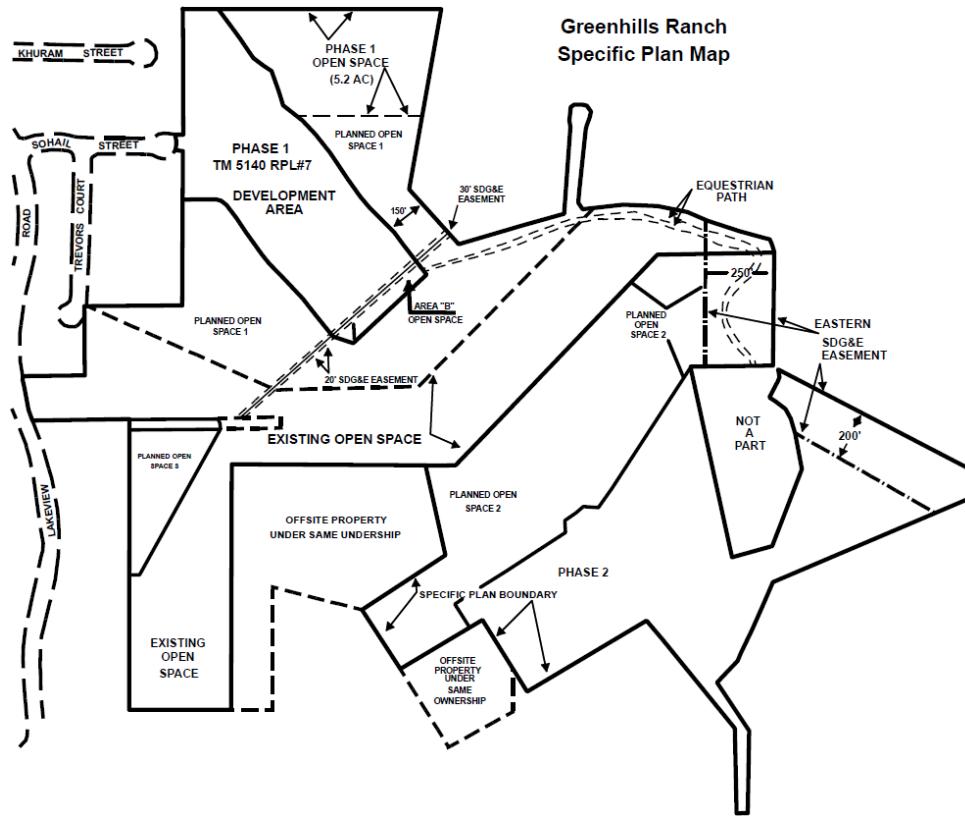 Greenhills Ranch
Specific Plan Map
KHURAM STREET
PHASE 1
OPEN SPACE
(5.2 AC)
SOHAIL STREET
PLANNED OPEN
SPACE 1
PHASE 1
TM 5140 RPL#7
DEVELOPMENT
AREA
ROAD
TREVORS COURT
30' SDG&E
EASEMENT
EQUESTRIAN
PATH
150'
250'
AREA "B"
OPEN SPACE
PLANNED OPEN
SPACE 1
PLANNED
OPEN
SPACE 2
EASTERN
SDG&E
EASEMENT
20' SDG&E EASEMENT
NOT
A
PART
200'
EXISTING OPEN SPACE
PLANNED OPEN
SPACE 3
LAKEVIEW
PLANNED OPEN
SPACE 2
OFFSITE PROPERTY
UNDER SAME UNDERSHIP
PHASE 2
SPECIFIC PLAN BOUNDARY
EXISTING
OPEN
SPACE
OFFSITE
PROPERTY
UNDER
SAME
OWNERSHIP